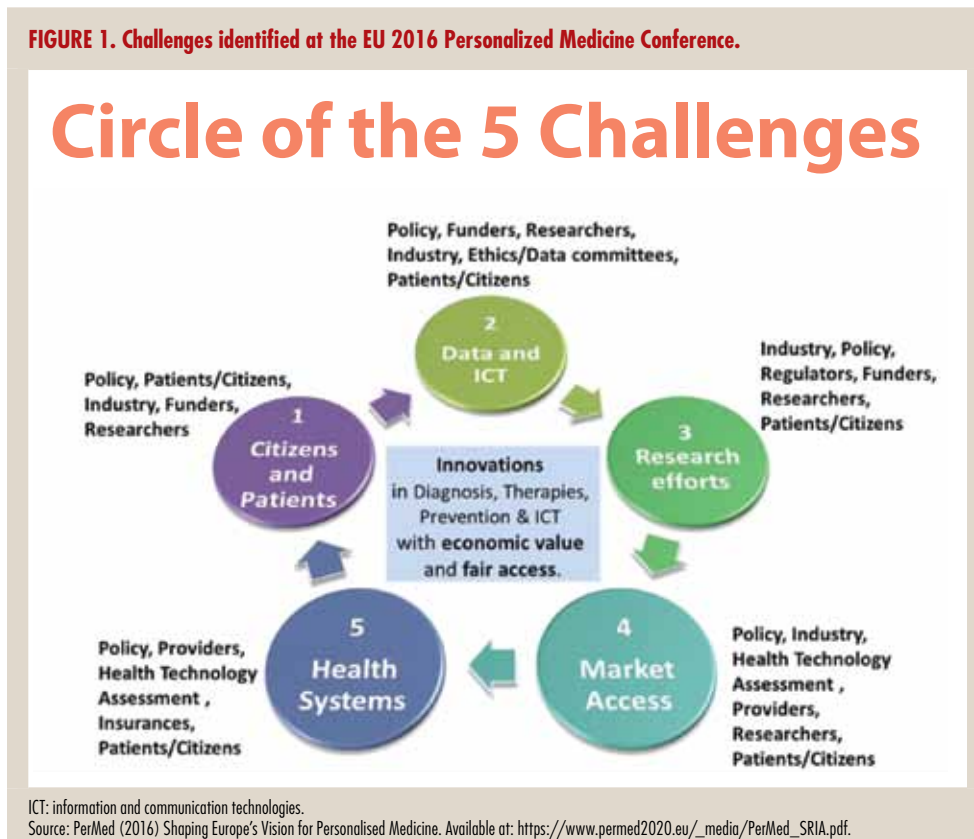 FIGURE 1. Challenges identified at the EU 2016 Personalized Medicine Conference.
Circle of the 5 Challenges
Policy, Funders, Researchers,
Industry, Ethics/Data committees,
Patients/Citizens
2
Data and
ICT
Policy, Patients/Citizens,
Industry, Funders,
Researchers
1
Citizens
and
Patients
Industry, Policy,
Regulators, Funders,
Researchers,
Patients/Citizens
3
Research
efforts
Innovations
in Diagnosis, Therapies,
Prevention & ICT
with economic value
and fair access.
Policy, Providers,
Health Technology
Assessment ,
Insurances,
Patients/Citizens
5
Health
Systems
4
Market
Access
Policy, Industry,
Health Technology
Assessment ,
Providers,
Researchers,
Patients/Citizens
ICT: information and communication technologies.
Source: PerMed (2016) Shaping Europe's Vision for Personalised Medicine. Available at: https://www.permed2020.eu/_media/PerMed_SRIA.pdf.